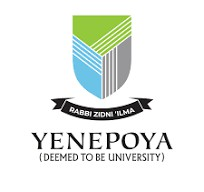 RABBI ZIDNI 'ILMA
YENEPOYA
(DEEMED TO BE UNIVERSITY)